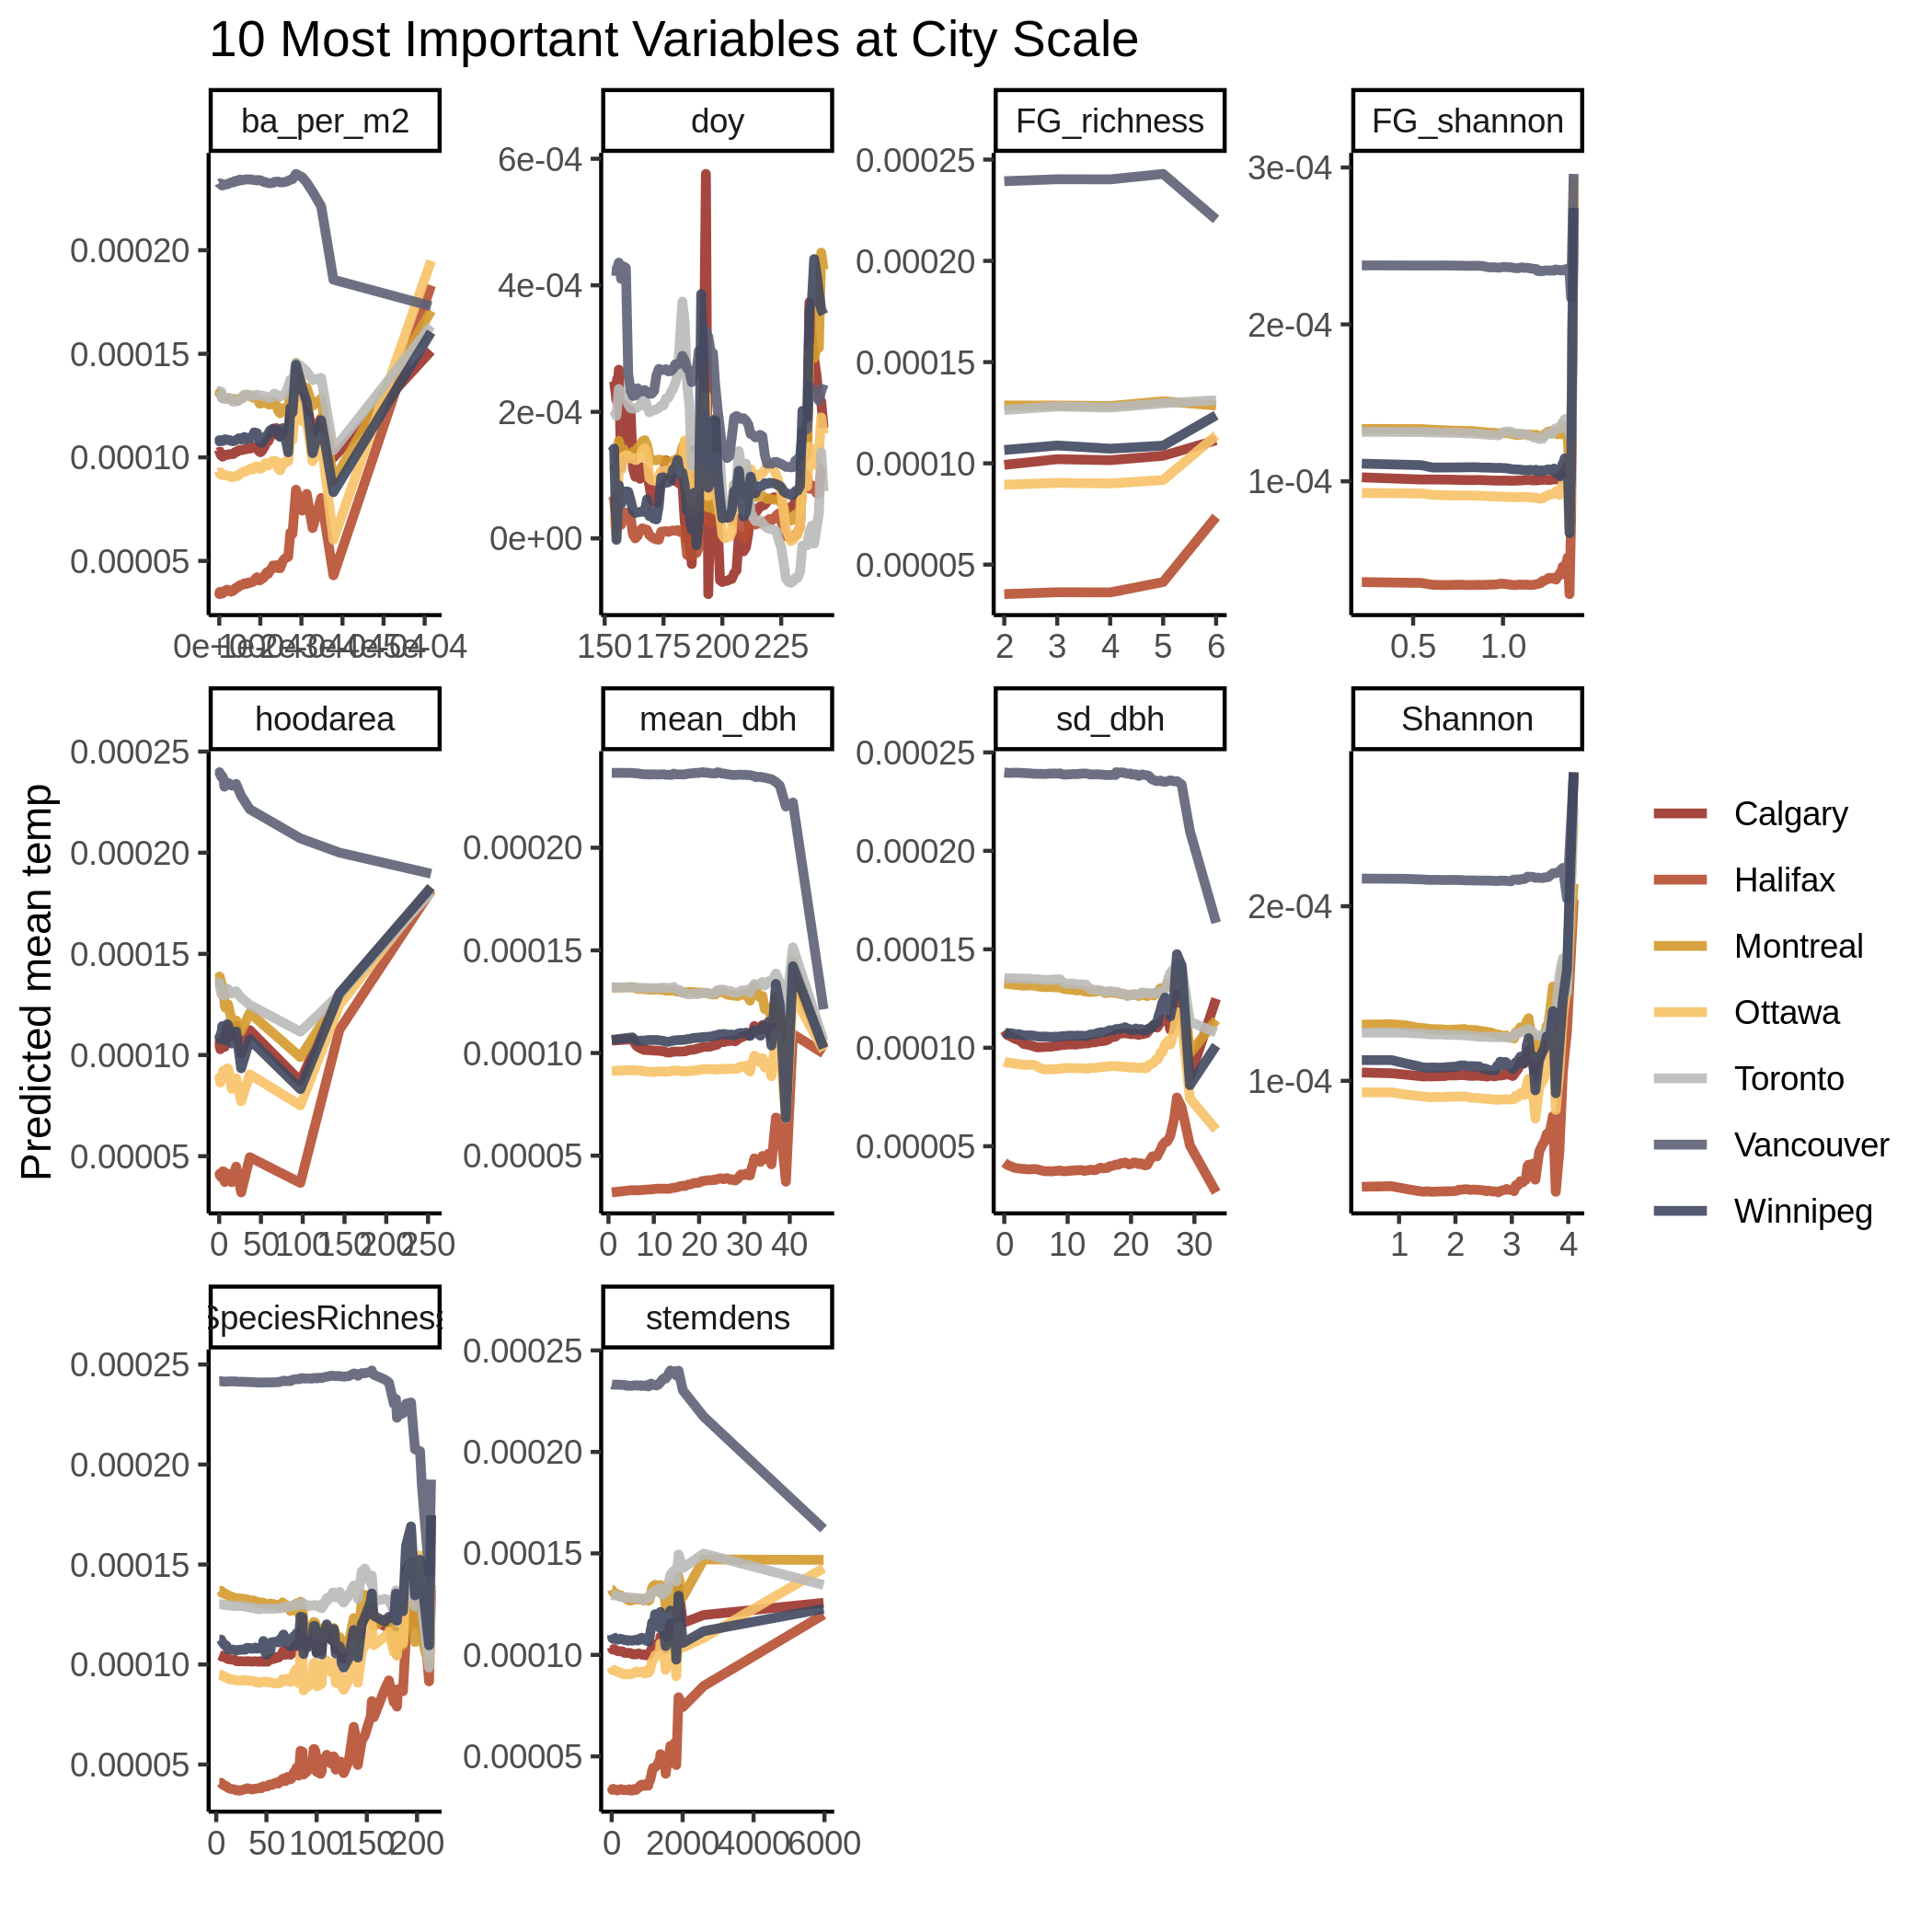 10 Most Important Variables at City Scale
ba_per_m2
doy
FG_richness
FG_shannon
0.00020
0.00015
0.00010
0.00005
6e-04
4e-04
2e-04
0e+00
0.00025
0.00020
0.00015
0.00010
0.00005
3e-04
2e-04
1e-04
150 175 200 225
2 3 4 5 6
0.5 1.0
hoodarea
mean_dbh
sd_dbh
Shannon
Predicted mean temp
0.00025
0.00020
0.00015
0.00010
0.00005
0.00020
0.00015
0.00010
0.00005
0.00025
0.00020
0.00015
0.00010
0.00005
2e-04
1e-04
0 50 100 150 200 250
0 10 20 30 40
0 10 20 30
1 2 3 4
Calgary
Halifax
Montreal
Ottawa
Toronto
Vancouver
Winnipeg
SpeciesRichness
stemdens
0.00025
0.00020
0.00015
0.00010
0.00005
0.00025
0.00020
0.00015
0.00010
0.00005
0 50 100 150 200
0 2000 4000 6000